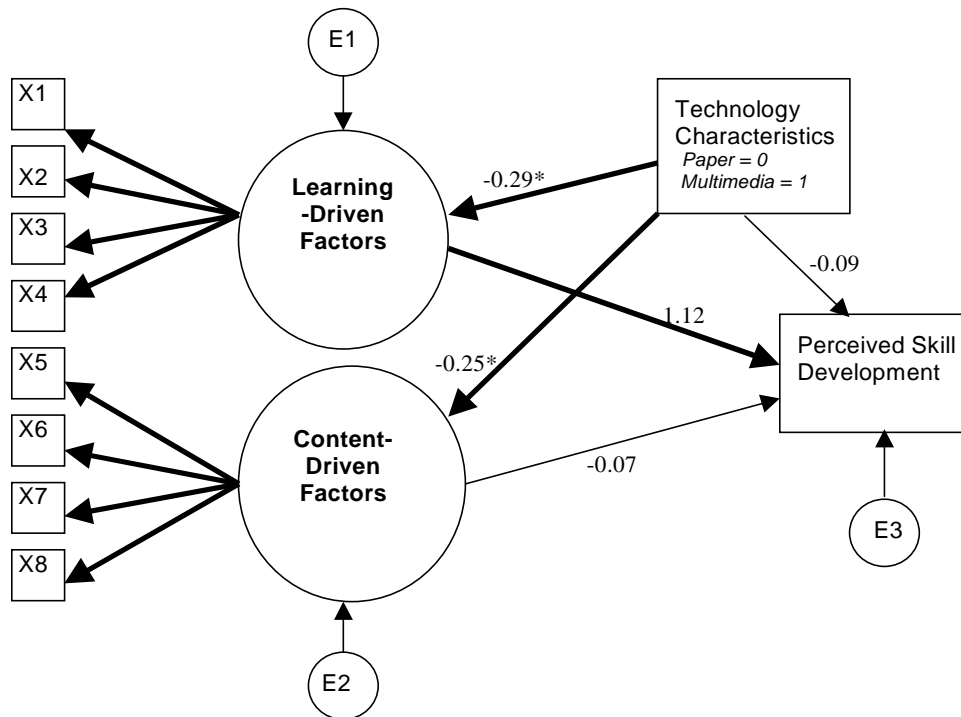 E1
X1
X2
X3
X4
Learning
-Driven
Factors
Technology
Characteristics
Paper = 0
Multimedia = 1
-0.29*
-0.09
1.12
-0.25*
Perceived Skill
Development
X5
X6
X7
X8
Content-
Driven
Factors
-0.07
E3
E2